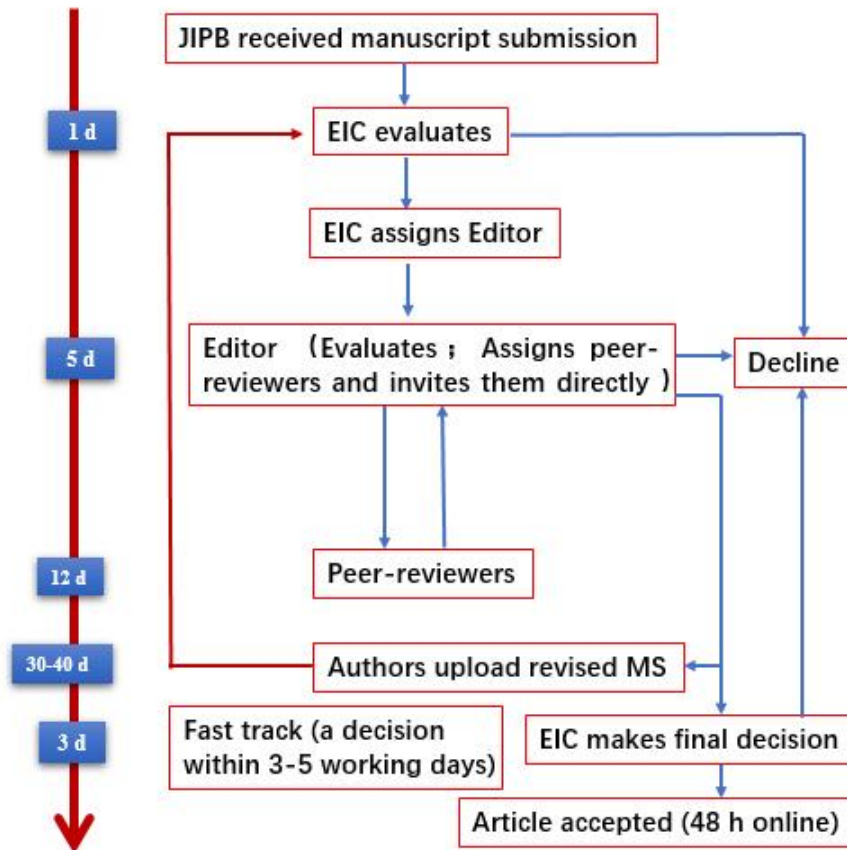 JIPB received manuscript submission
1 d
EIC evaluates
EIC assigns Editor
5 d
Editor （Evaluates； Assigns peer-
reviewers and invites them directly ）
Decline
12 d
Peer-reviewers
30-40 d
Authors upload revised MS
3 d
Fast track (a decision
within 3-5 working days)
EIC makes final decision
Article accepted (48 h online)